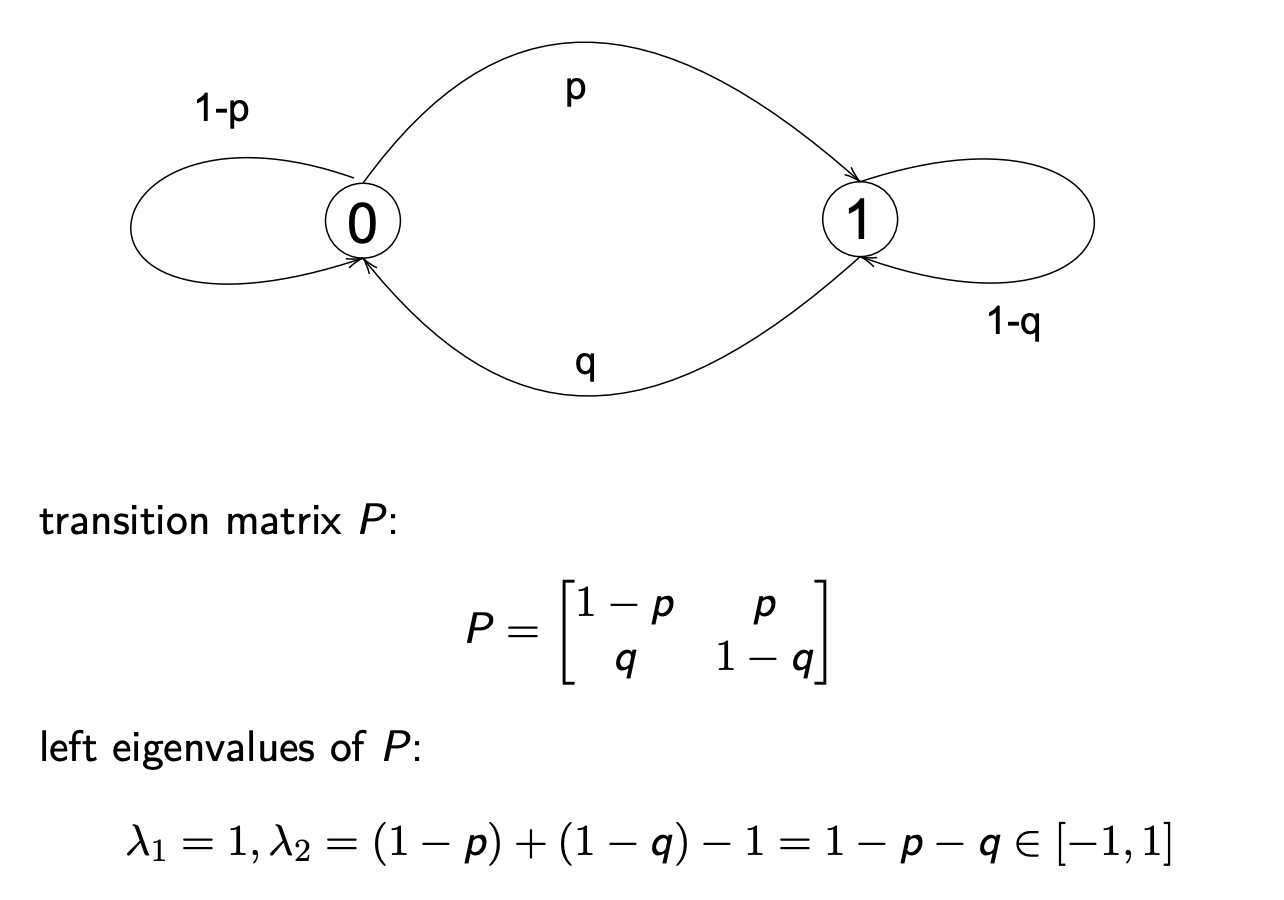 1-p
p
0
1
q
1-q
transition matrix P:
P = [1 − p p
q 1 − q]
left eigenvalues of P:
λ₁ = 1, λ₂ = (1 − p) + (1 − q) − 1 = 1 − p − q ∈ [−1, 1]